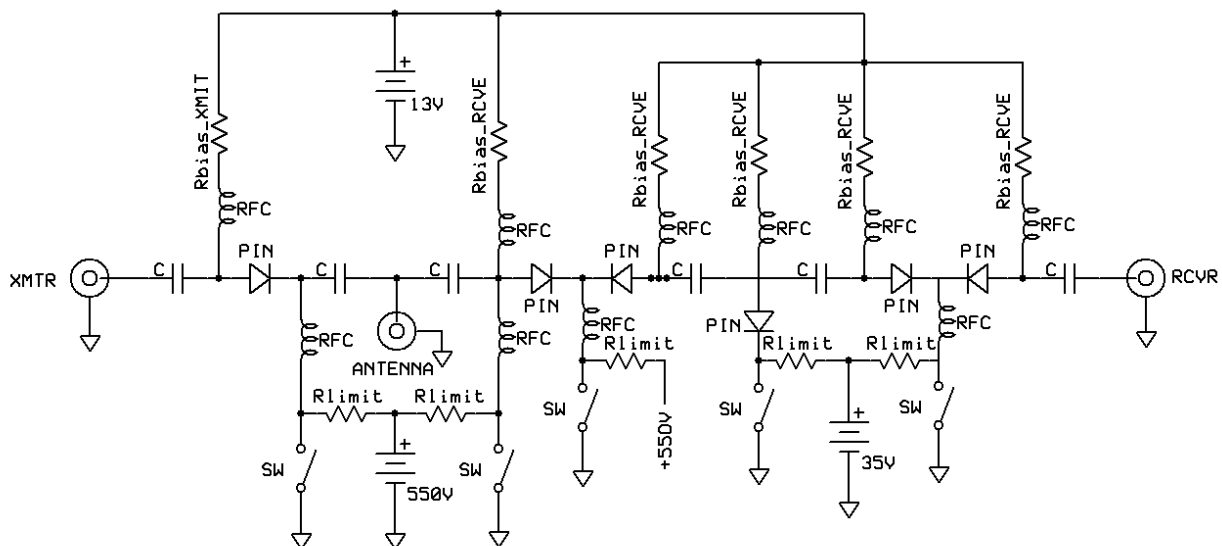 13V
Rbias_XMIT
Rbias_RCVE
Rbias_RCVE
Rbias_RCVE
Rbias_RCVE
Rbias_RCVE
RFC
RFC
RFC
RFC
RFC
RFC
XMTR
C
PIN
C
C
PIN
PIN
C
C
PIN
PIN
C
RCVR
RFC
RFC
RFC
PIN
RFC
ANTENNA
Rlimit
Rlimit
Rlimit
Rlimit
Rlimit
SW
SW
SW
+550V
35V
SW
550V
SW